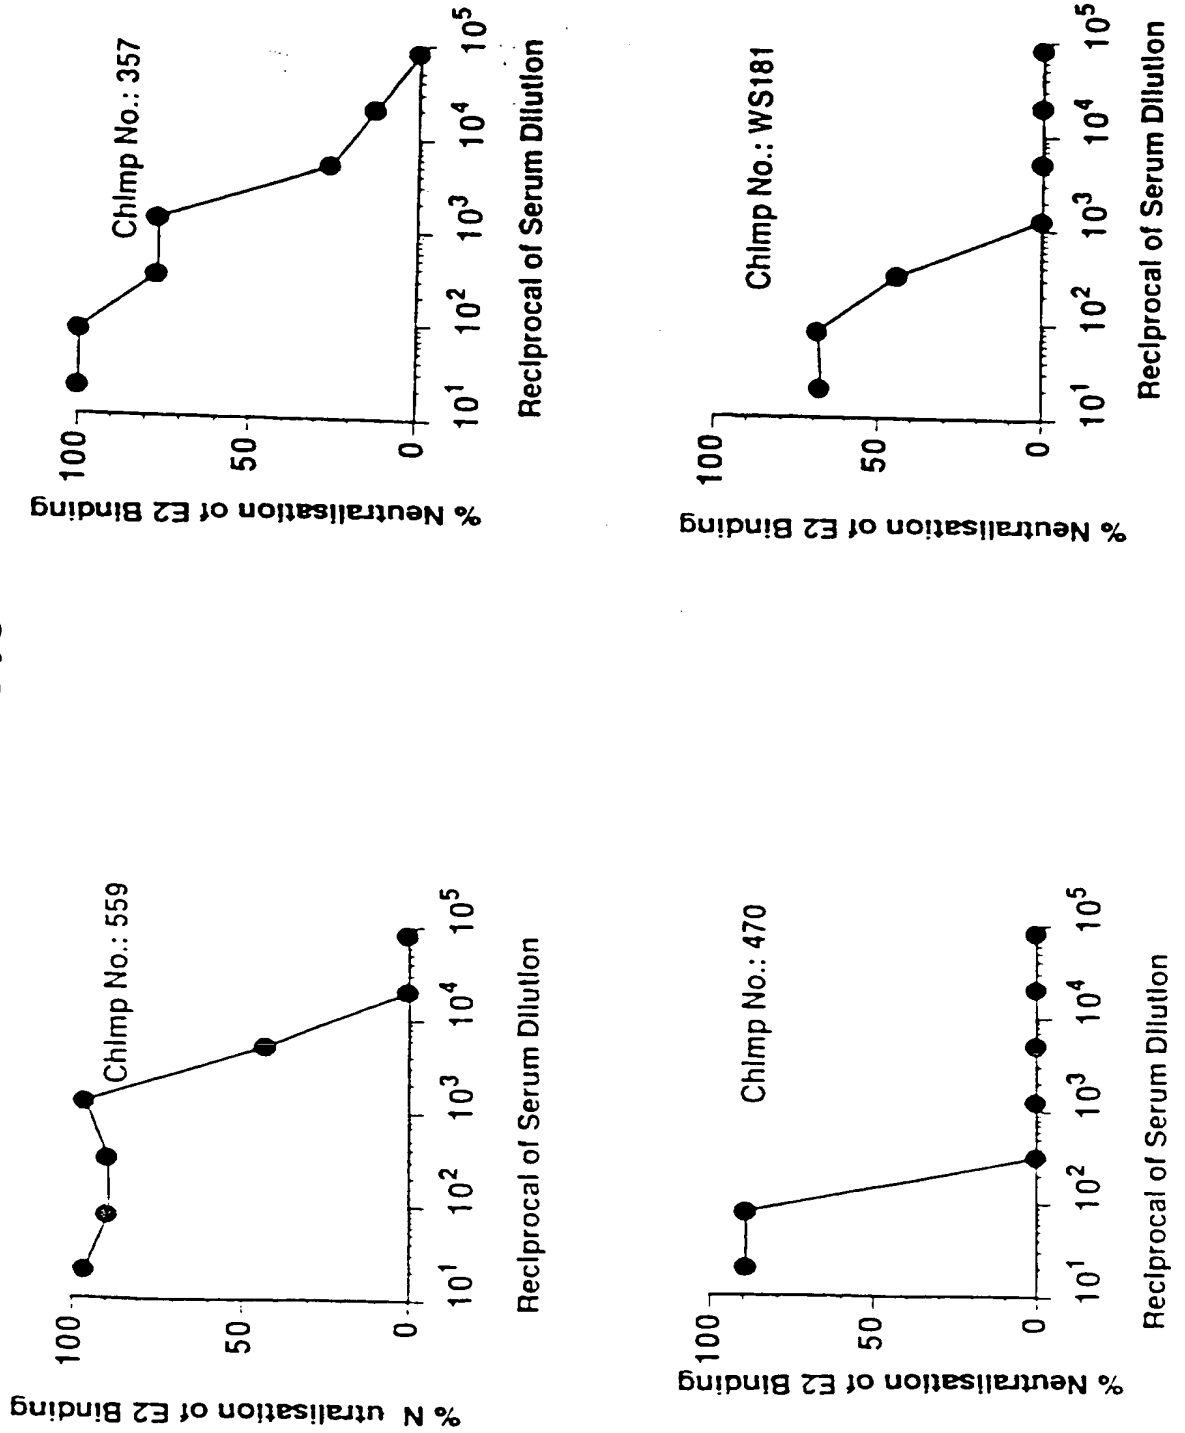 % N utralisation of E2 Binding
100
50
0
Chimp No.: 559
10¹
10²
10³
10⁴
10⁵
Reciprocal of Serum Dilution
% Neutralisation of E2 Binding
100
50
0
Chimp No.: 357
10¹
10²
10³
10⁴
10⁵
Reciprocal of Serum Dilution
% Neutralisation of E2 Binding
100
50
0
Chimp No.: 470
10¹
10²
10³
10⁴
10⁵
Reciprocal of Serum Dilution
% Neutralisation of E2 Binding
100
50
0
Chimp No.: WS181
10¹
10²
10³
10⁴
10⁵
Reciprocal of Serum Dilution